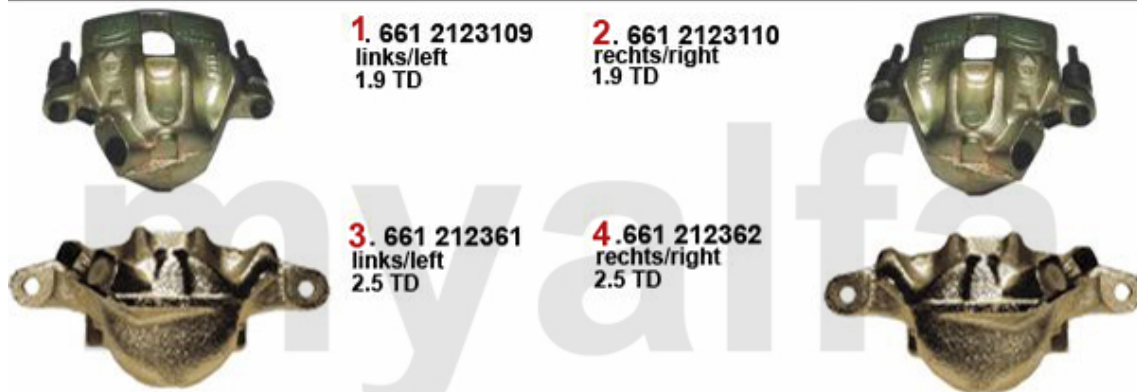 1. 661 2123109
links/left
1.9 TD
2. 661 2123110
rechts/right
1.9 TD
3. 661 212361
links/left
2.5 TD
4.661 212362
rechts/right
2.5 TD
myalfa